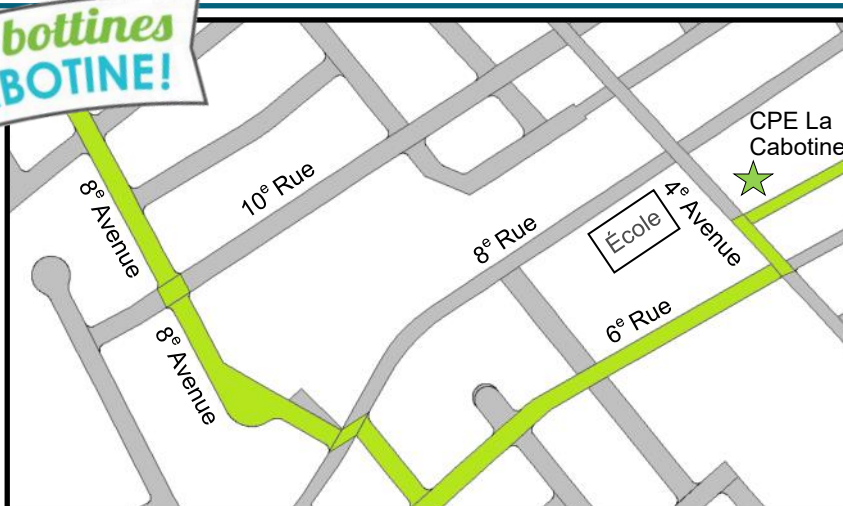 bottines
BOTINE!
CPE La
Cabotine
8e Avenue
10e Rue
4e Avenue
École
8e Rue
6e Rue
8e Avenue